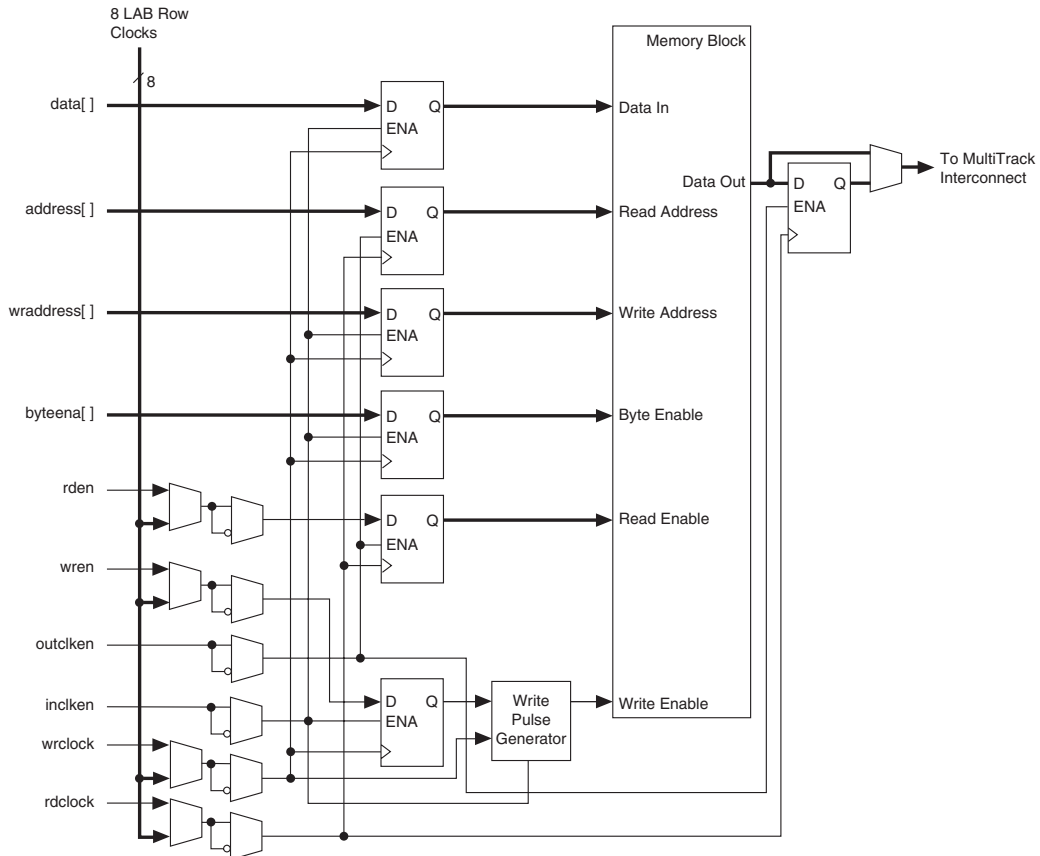 8 LAB Row
Clocks
8
Memory Block
data[ ]
D Q
ENA
Data In
To MultiTrack
Interconnect
Data Out
D Q
ENA
address[ ]
D Q
ENA
Read Address
wraddress[ ]
D Q
ENA
Write Address
byteena[ ]
D Q
ENA
Byte Enable
rden
D Q
ENA
Read Enable
wren
outclken
inclken
D Q
ENA
Write
Pulse
Generator
Write Enable
wrclock
rdclock